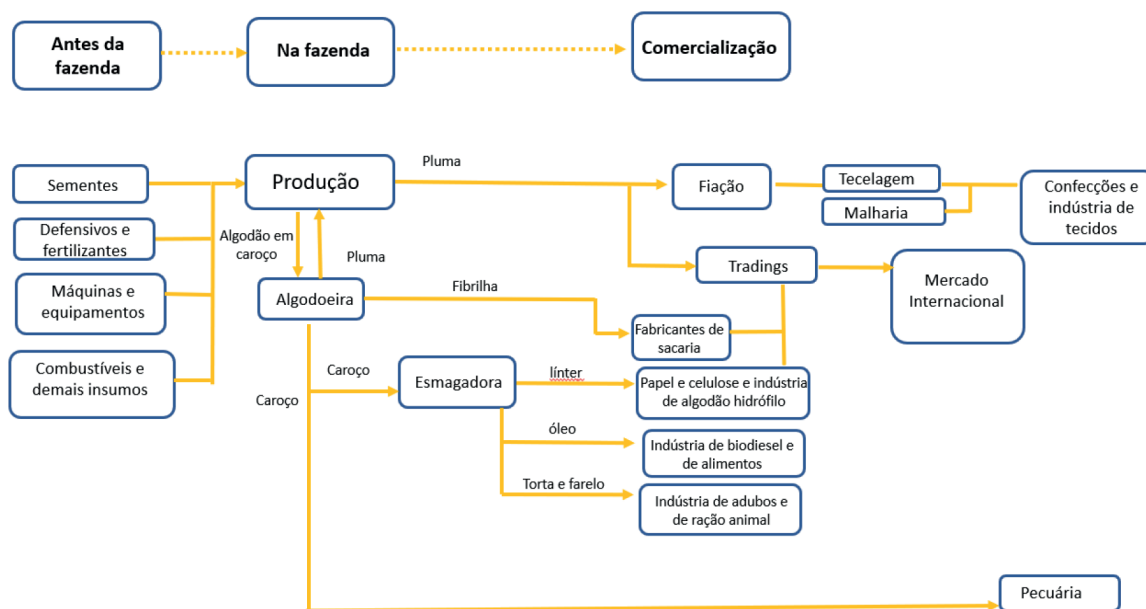 Antes da
fazenda
Na fazenda
Comercialização
Pluma
Sementes
Produção
Fiação
Tecelagem
Malharia
Confecções e
indústria de
tecidos
Defensivos e
fertilizantes
Algodão em
caroço
Pluma
Tradings
Mercado
Internacional
Máquinas e
equipamentos
Algodoeira
Fibrilha
Fabricantes de
sacaria
Combustíveis e
demais insumos
Caroço
Caroço
Esmagadora
línter
Papel e celulose e indústria
de algodão hidrófilo
óleo
Indústria de biodiesel e
de alimentos
Torta e farelo
Indústria de adubos e
de ração animal
Pecuária